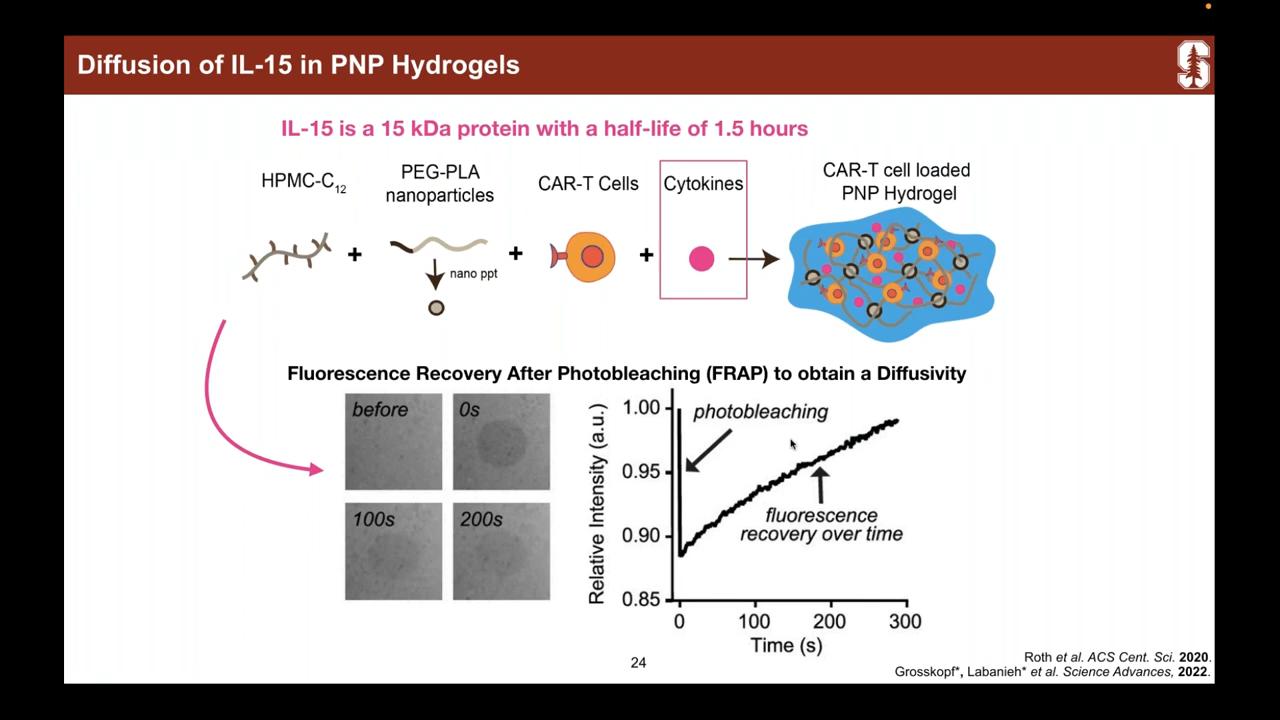 Diffusion of IL-15 in PNP Hydrogels
S
IL-15 is a 15 kDa protein with a half-life of 1.5 hours
HPMC-C12
PEG-PLA
nanoparticles
CAR-T Cells
Cytokines
CAR-T cell loaded
PNP Hydrogel
+
+
+
nano ppt
Fluorescence Recovery After Photobleaching (FRAP) to obtain a Diffusivity
before
0s
100s
200s
Relative Intensity (a.u.)
1.00
0.95
0.90
0.85
photobleaching
fluorescence
recovery over time
0
100
200
300
Time (s)
24
Roth et al. ACS Cent. Sci. 2020.
Grosskopf*, Labanieh* et al. Science Advances, 2022.